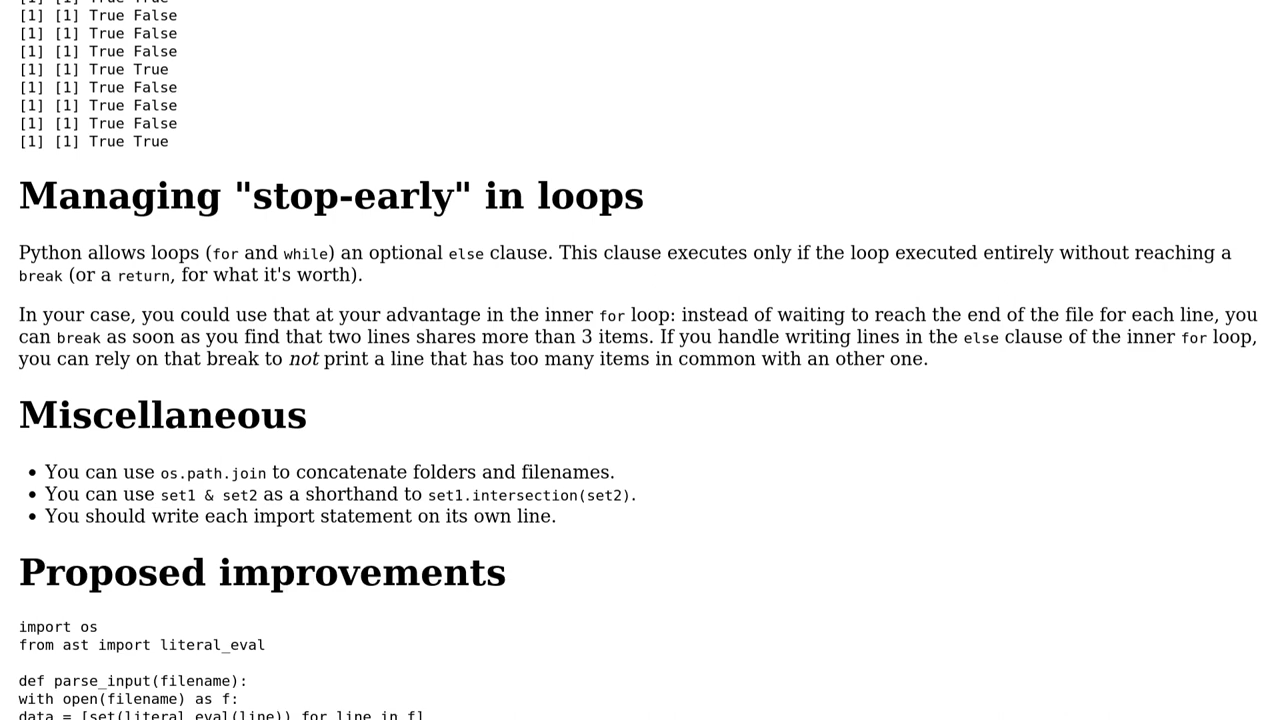 [1] [1] True True
[1] [1] True False
[1] [1] True False
[1] [1] True False
[1] [1] True True
[1] [1] True False
[1] [1] True False
[1] [1] True False
[1] [1] True True
Managing "stop-early" in loops
Python allows loops (for and while) an optional else clause. This clause executes only if the loop executed entirely without reaching a
break (or a return, for what it's worth).
In your case, you could use that at your advantage in the inner for loop: instead of waiting to reach the end of the file for each line, you
can break as soon as you find that two lines shares more than 3 items. If you handle writing lines in the else clause of the inner for loop,
you can rely on that break to not print a line that has too many items in common with an other one.
Miscellaneous
• You can use os.path.join to concatenate folders and filenames.
• You can use set1 & set2 as a shorthand to set1.intersection(set2).
• You should write each import statement on its own line.
Proposed improvements
import os
from ast import literal_eval
def parse_input(filename):
with open(filename) as f:
data = [set(literal_eval(line)) for line in f]